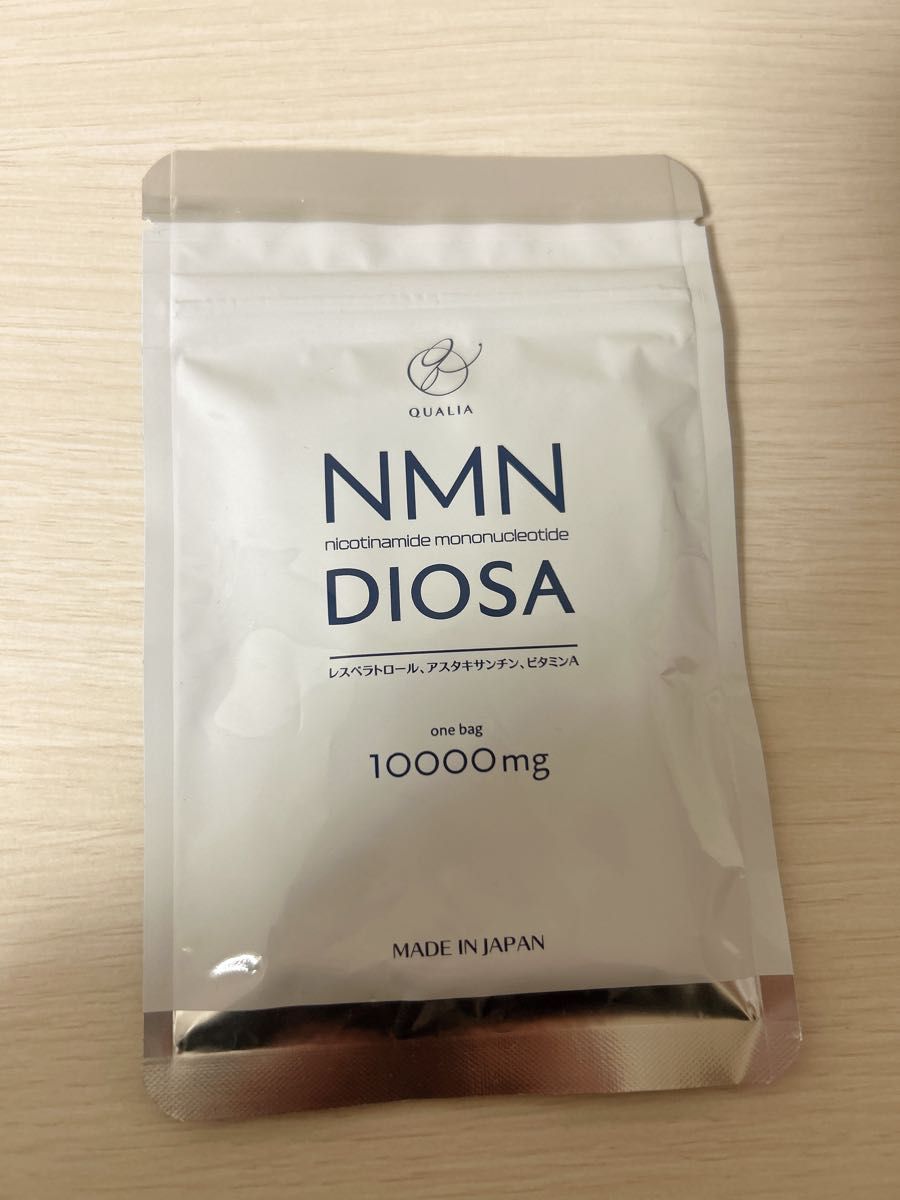 QUALIA
NMN
nicotinamide mononucleotide
DIOSA
レスベラトロール、アスタキサンチン、ビタミンA
one bag
10000mg
MADE IN JAPAN